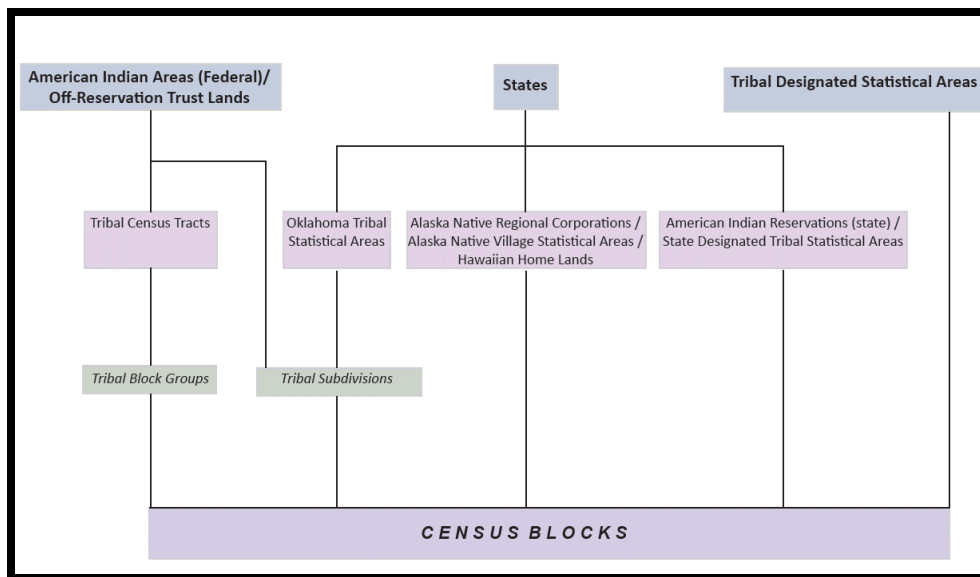 American Indian Areas (Federal)/
Off-Reservation Trust Lands
States
Tribal Designated Statistical Areas
Tribal Census Tracts
Oklahoma Tribal
Statistical Areas
Alaska Native Regional Corporations /
Alaska Native Village Statistical Areas /
Hawaiian Home Lands
American Indian Reservations (state) /
State Designated Tribal Statistical Areas
Tribal Block Groups
Tribal Subdivisions
CENSUS BLOCKS